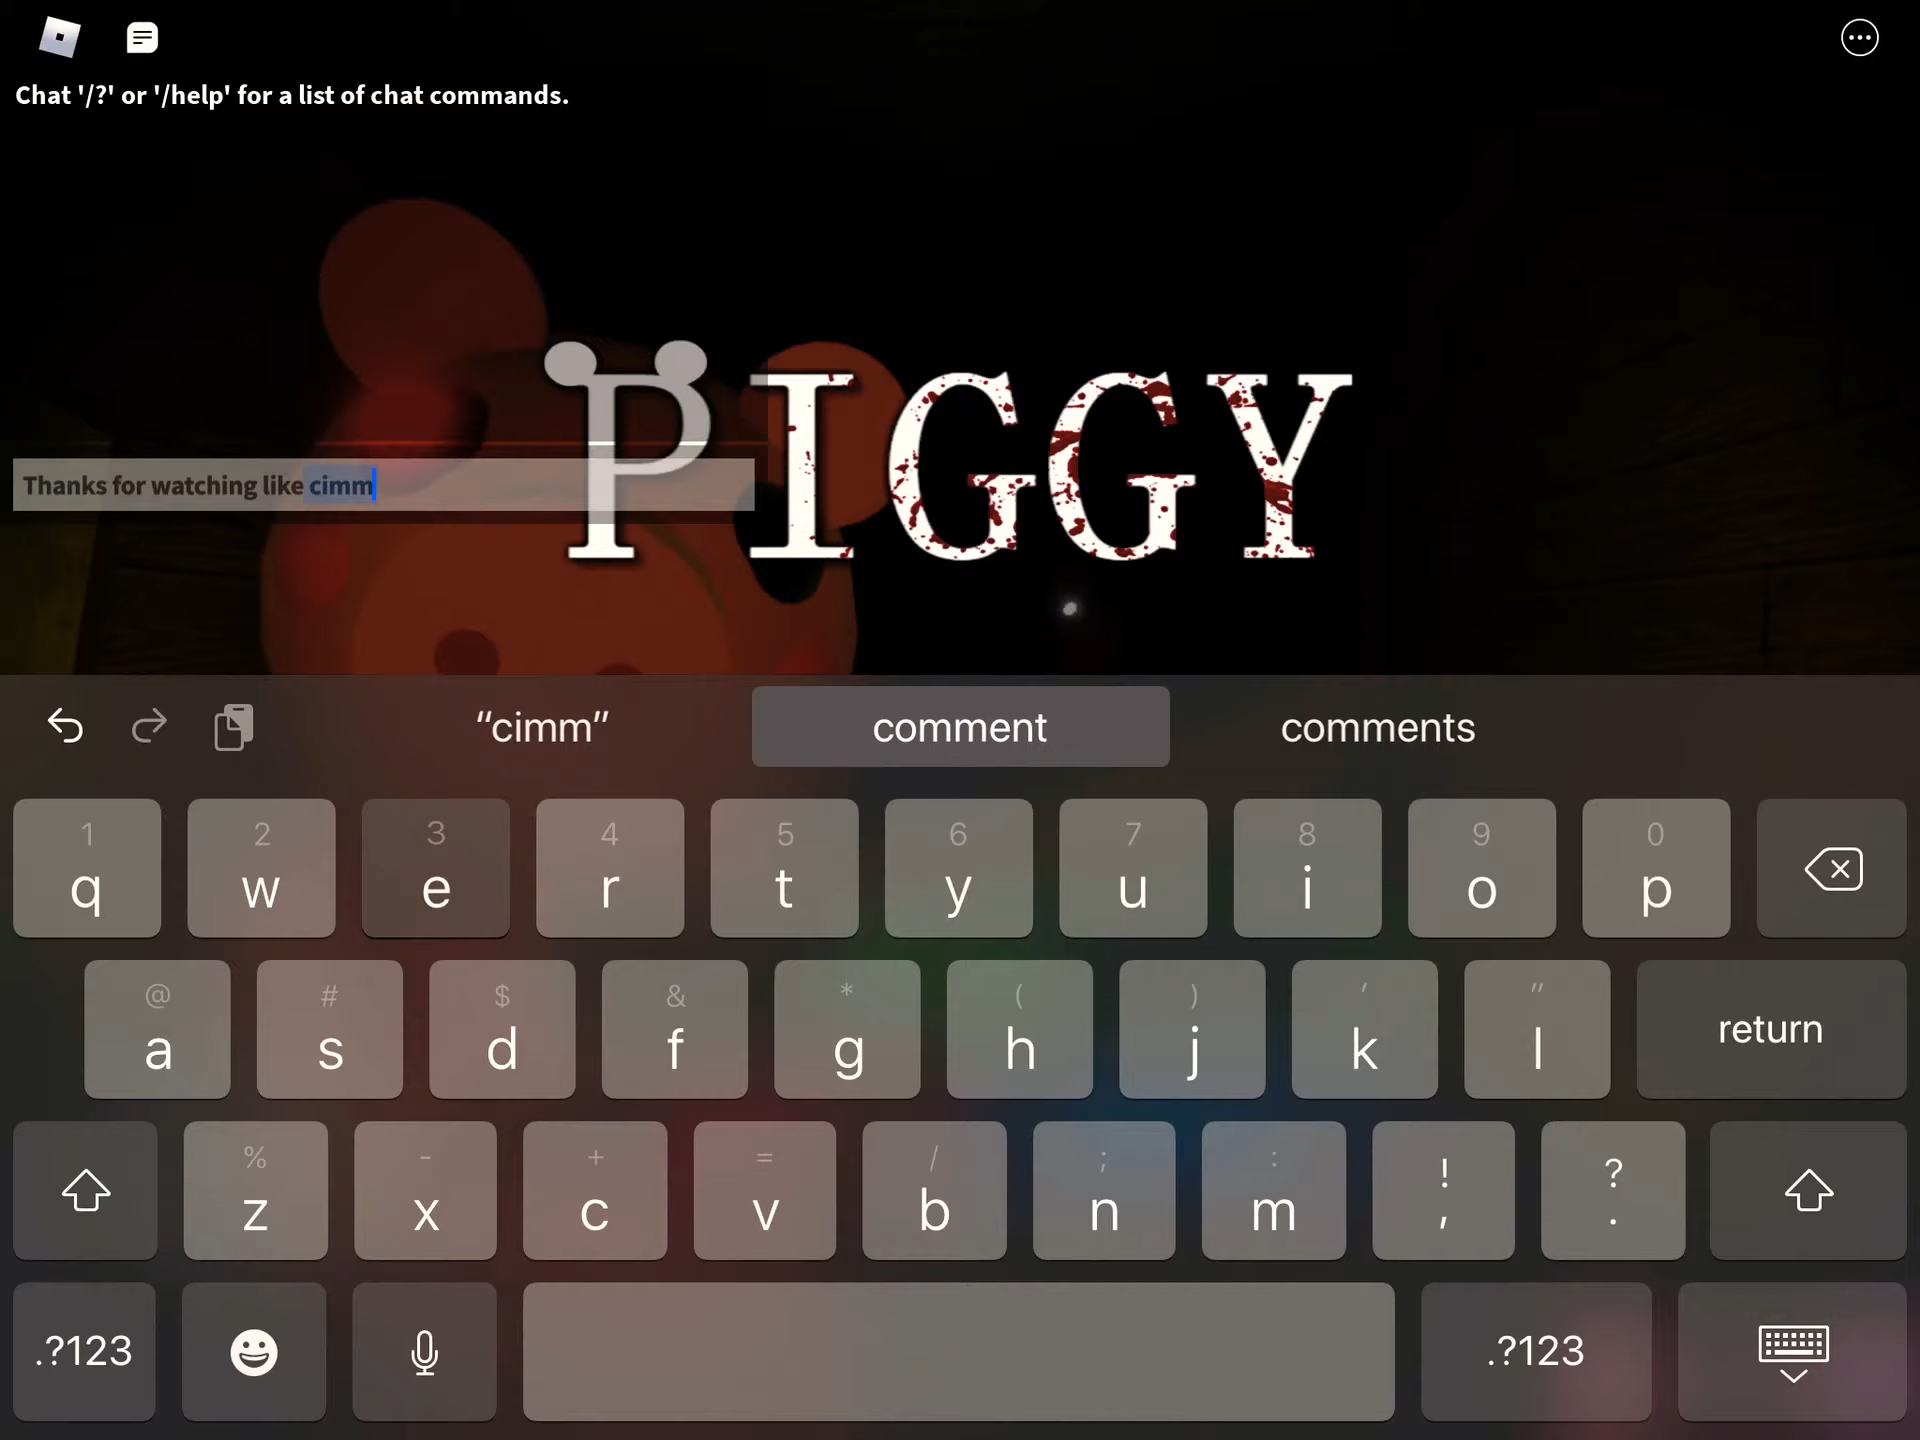 Chat '/?' or '/help' for a list of chat commands.
PIGGY
Thanks for watching like cimm
“cimm” comment comments
1 2 3 4 5 6 7 8 9 0
q w e r t y u i o p
@ # $ & * ( ) ' "
a s d f g h j k l return
% - + = / ; : ! ?
z x c v b n m , .
.?123 .?123